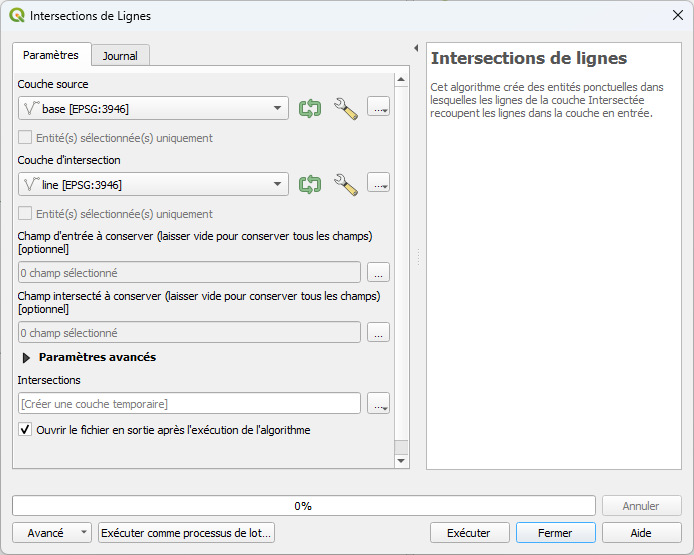 Intersections de Lignes
Paramètres
Journal
Couche source
base [EPSG:3946]
...
Entité(s) sélectionnée(s) uniquement
Couche d'intersection
line [EPSG:3946]
...
Entité(s) sélectionnée(s) uniquement
Champ d'entrée à conserver (laisser vide pour conserver tous les champs)
[optionnel]
0 champ sélectionné
...
Champ intersecté à conserver (laisser vide pour conserver tous les champs)
[optionnel]
0 champ sélectionné
...
Paramètres avancés
Intersections
[Créer une couche temporaire]
...
Ouvrir le fichier en sortie après l'exécution de l'algorithme
Intersections de lignes
Cet algorithme crée des entités ponctuelles dans
lesquelles les lignes de la couche Intersectée
recoupent les lignes dans la couche en entrée.
0%
Annuler
Avancé
Exécuter comme processus de lot...
Exécuter
Fermer
Aide